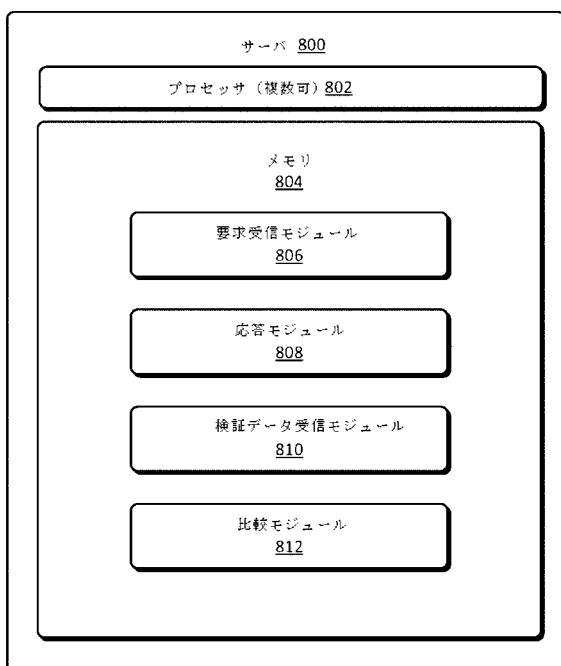 サーバ 800
プロセッサ（複数可）802
メモリ
804
要求受信モジュール
806
応答モジュール
808
検証データ受信モジュール
810
比較モジュール
812